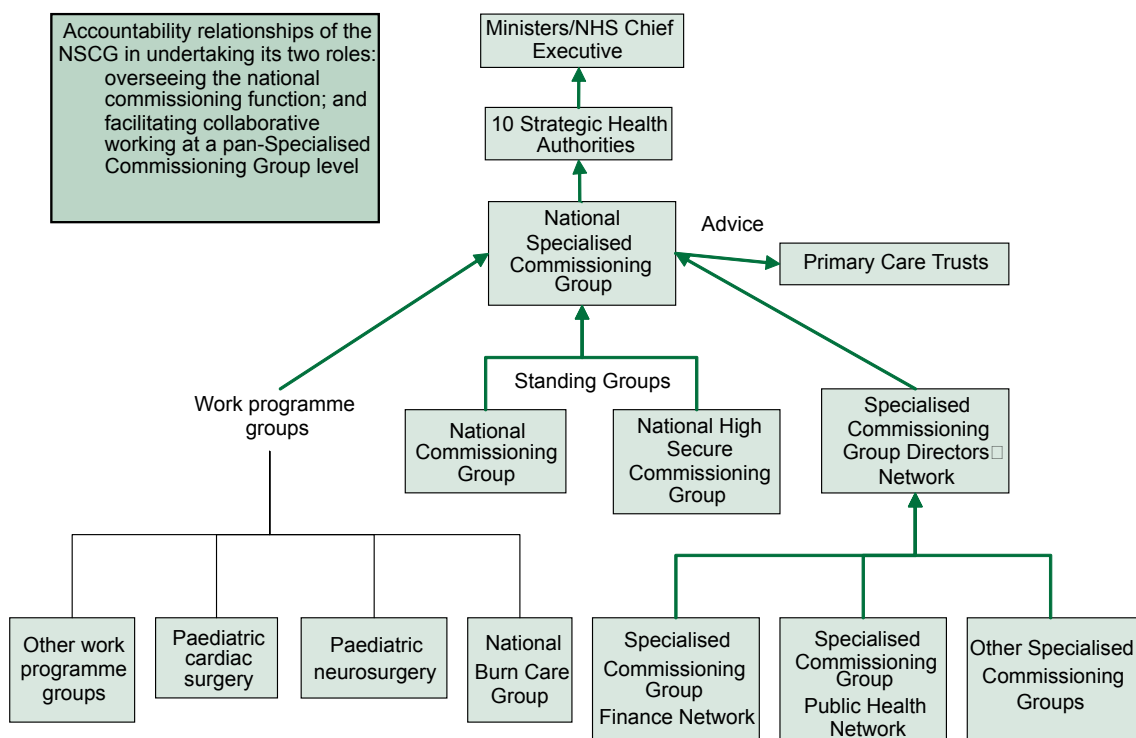 Accountability relationships of the
NSCG in undertaking its two roles:
overseeing the national
commissioning function; and
facilitating collaborative
working at a pan-Specialised
Commissioning Group level
Ministers/NHS Chief
Executive
10 Strategic Health
Authorities
National
Specialised
Commissioning
Group
Advice
Primary Care Trusts
Work programme
groups
Standing Groups
National
Commissioning
Group
National High
Secure
Commissioning
Group
Specialised
Commissioning
Group Directors□
Network
Other work
programme
groups
Paediatric
cardiac
surgery
Paediatric
neurosurgery
National
Burn Care
Group
Specialised
Commissioning
Group
Finance Network
Specialised
Commissioning
Group
Public Health
Network
Other Specialised
Commissioning
Groups